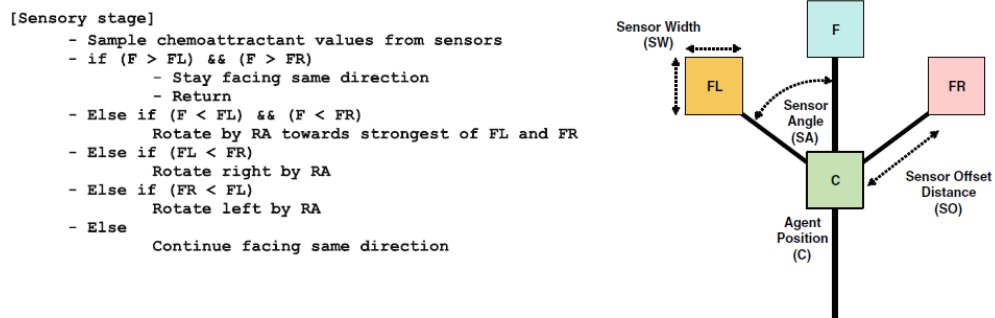 [Sensory stage]
- Sample chemoattractant values from sensors
- if (F > FL) && (F > FR)
- Stay facing same direction
- Return
- Else if (F < FL) && (F < FR)
Rotate by RA towards strongest of FL and FR
- Else if (FL < FR)
Rotate right by RA
- Else if (FR < FL)
Rotate left by RA
- Else
Continue facing same direction
Sensor Width
(SW)
F
FL
FR
Sensor
Angle
(SA)
C
Sensor Offset
Distance
(SO)
Agent
Position
(C)